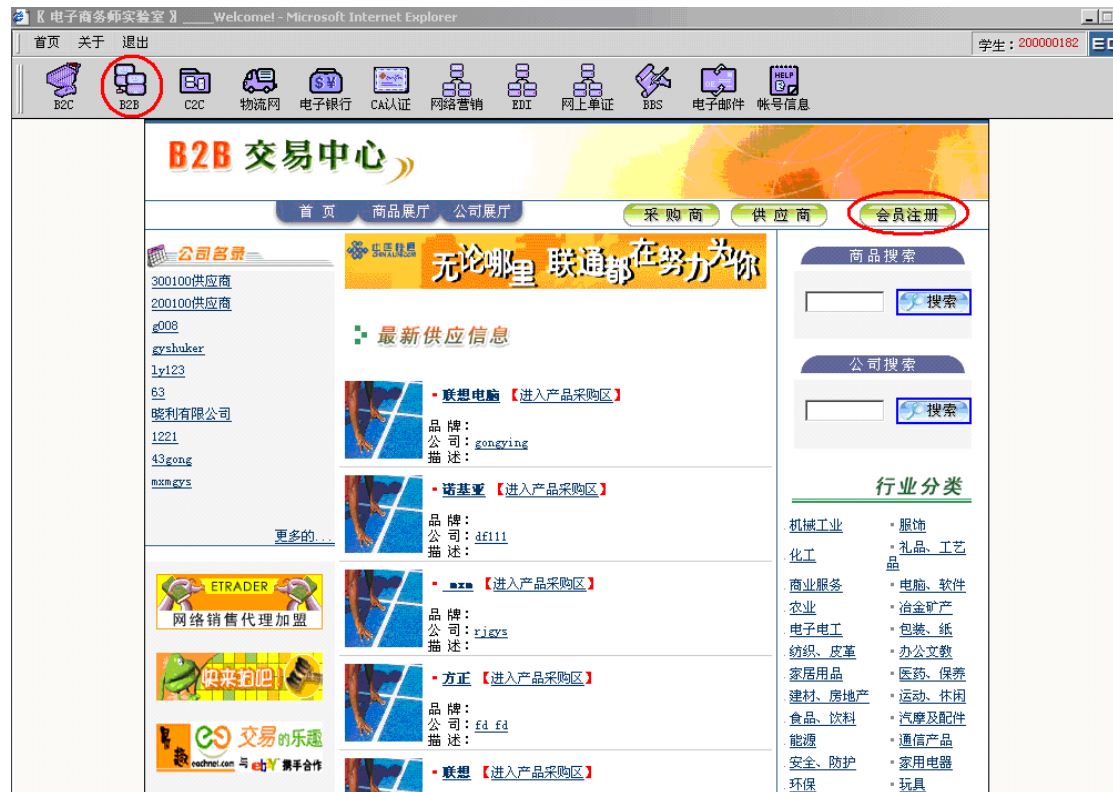 〖 电子商务师实验室 〗____Welcome! - Microsoft Internet Explorer
首页 关于 退出
学生：200000182
B2C B2B C2C 物流网 电子银行 CA认证 网络营销 EDI 网上单证 BBS 电子邮件 帐号信息
B2B 交易中心
首 页 商品展厅 公司展厅 采 购 商 供 应 商 会员注册
公司名录
300100供应商
200100供应商
g008
gyshuker
ly123
63
晓利有限公司
1221
43gong
mxmgys
更多的...
ETRADER
网络销售代理加盟
快来拍吧
易趣 交易的乐趣
eachnet.com 与 ebY 携手合作
无论哪里 联通都在努力为你
最新供应信息
· 联想电脑 【进入产品采购区】
品 牌：
公 司：gongying
描 述：
· 诺基亚 【进入产品采购区】
品 牌：
公 司：df111
描 述：
· mxm 【进入产品采购区】
品 牌：
公 司：rjgys
描 述：
· 方正 【进入产品采购区】
品 牌：
公 司：fd fd
描 述：
· 联想 【进入产品采购区】
商品搜索
搜索
公司搜索
搜索
行业分类
机械工业 · 服饰
化工 · 礼品、工艺品
商业服务 · 电脑、软件
农业 · 冶金矿产
电子电工 · 包装、纸
纺织、皮革 · 办公文教
家居用品 · 医药、保养
建材、房地产 · 运动、休闲
食品、饮料 · 汽摩及配件
能源 · 通信产品
安全、防护 · 家用电器
环保 · 玩具